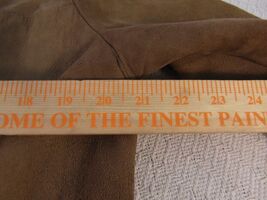 18 19 20 21 22 23 24
OME OF THE FINEST PAIN